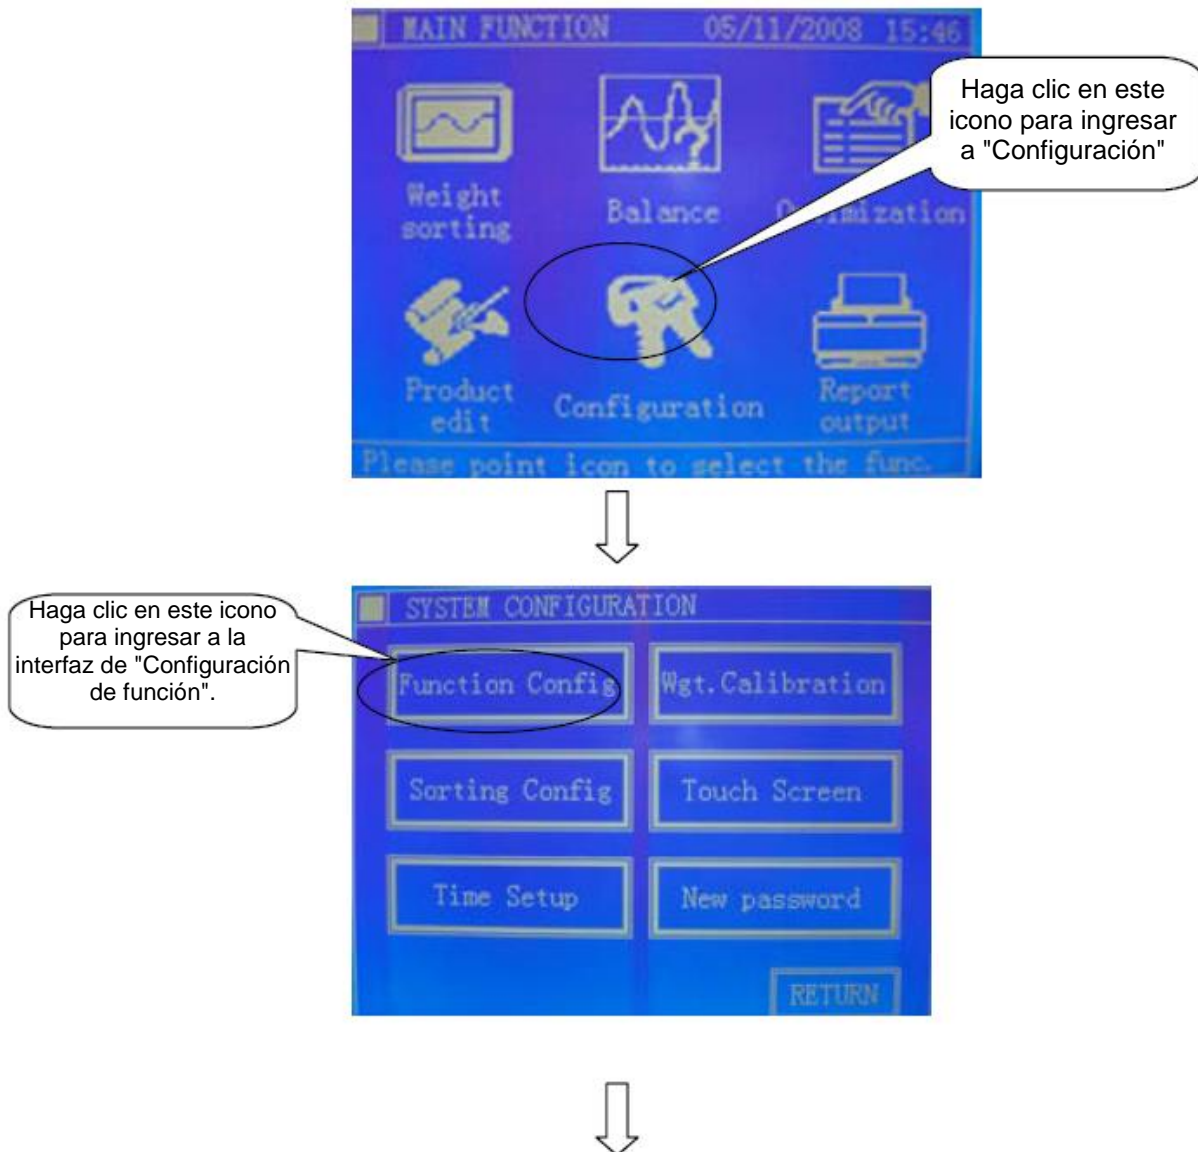 MAIN FUNCTION 05/11/2008 15:46
Haga clic en este
icono para ingresar
a "Configuración"
Weight
sorting
Balance
Product
edit
Configuration
Report
output
Please point icon to select the func.
SYSTEM CONFIGURATION
Haga clic en este icono
para ingresar a la
interfaz de "Configuración
de función".
Function Config
Wgt.Calibration
Sorting Config
Touch Screen
Time Setup
New password
RETURN